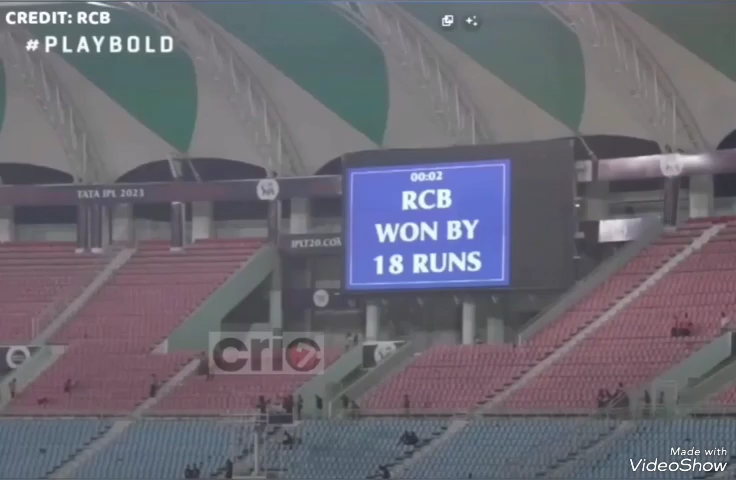 CREDIT: RCB
#PLAYBOLD
TATA IPL 2023
00:02
RCB
WON BY
18 RUNS
IPLT20.COM
cric
Made with
VideoShow